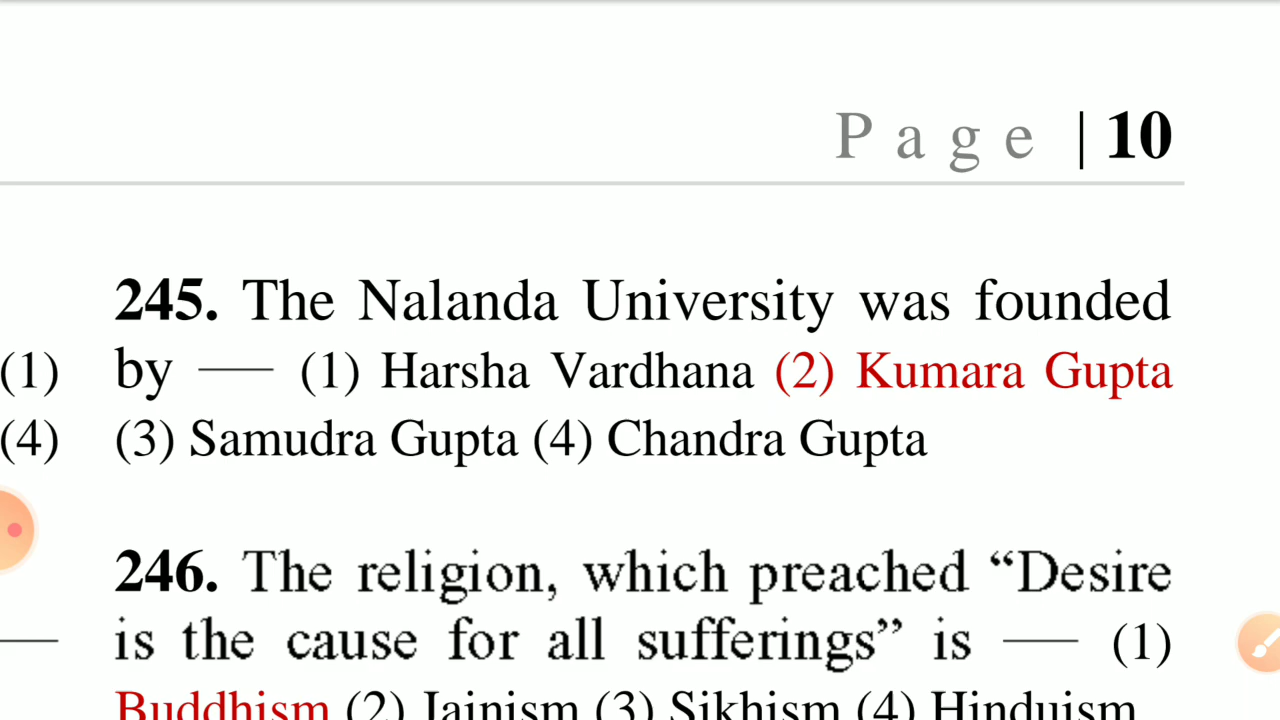 Page | 10
245. The Nalanda University was founded
(1) by — (1) Harsha Vardhana (2) Kumara Gupta
(4) (3) Samudra Gupta (4) Chandra Gupta
246. The religion, which preached “Desire
— is the cause for all sufferings” is — (1)
Buddhism (2) Jainism (3) Sikhism (4) Hinduism